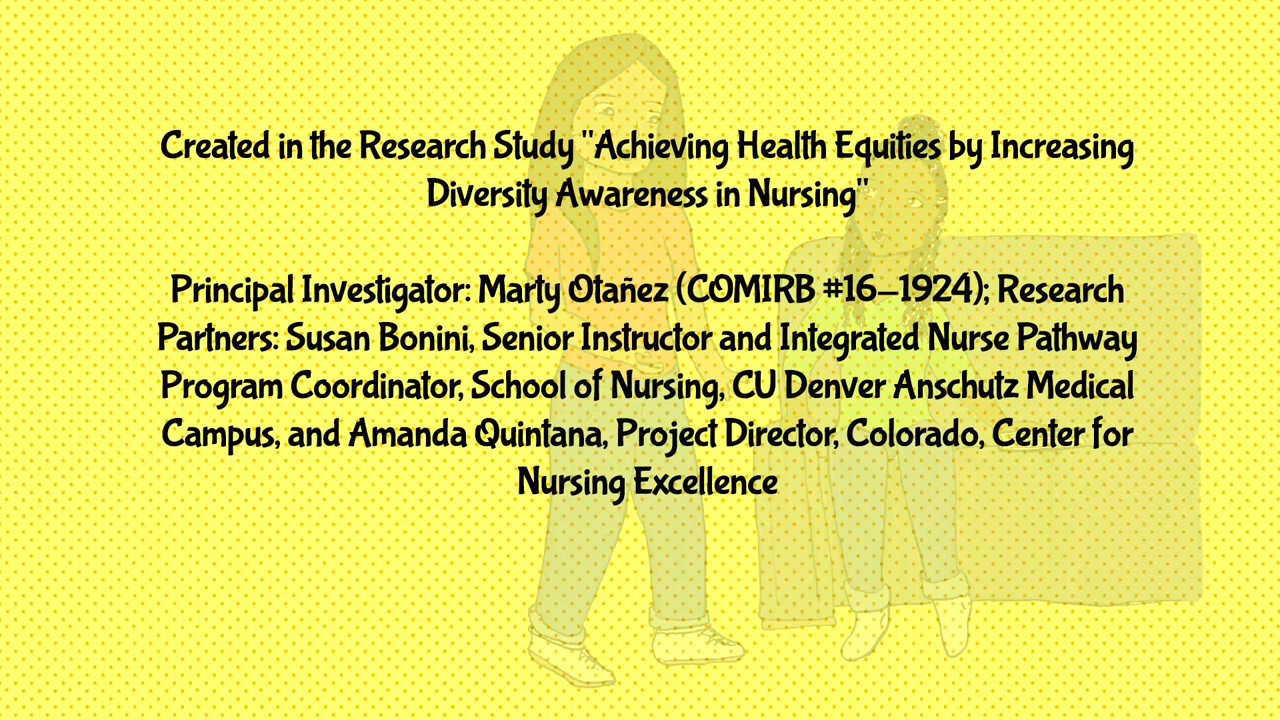 Created in the Research Study "Achieving Health Equities by Increasing
Diversity Awareness in Nursing"
Principal Investigator: Marty Otañez (COMIRB #16-1924); Research
Partners: Susan Bonini, Senior Instructor and Integrated Nurse Pathway
Program Coordinator, School of Nursing, CU Denver Anschutz Medical
Campus, and Amanda Quintana, Project Director, Colorado, Center for
Nursing Excellence